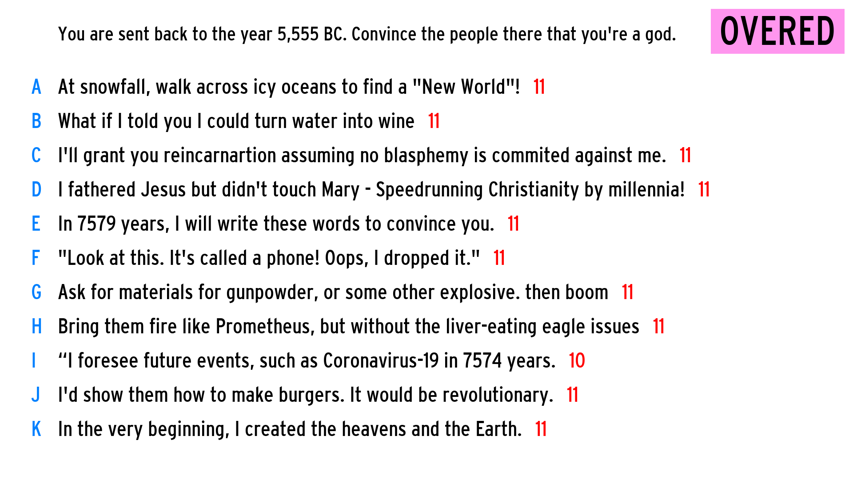 You are sent back to the year 5,555 BC. Convince the people there that you're a god.
OVERED
A At snowfall, walk across icy oceans to find a "New World"! 11
B What if I told you I could turn water into wine 11
C I'll grant you reincarnartion assuming no blasphemy is commited against me. 11
D I fathered Jesus but didn't touch Mary - Speedrunning Christianity by millennia! 11
E In 7579 years, I will write these words to convince you. 11
F "Look at this. It's called a phone! Oops, I dropped it." 11
G Ask for materials for gunpowder, or some other explosive. then boom 11
H Bring them fire like Prometheus, but without the liver-eating eagle issues 11
I “I foresee future events, such as Coronavirus-19 in 7574 years. 10
J I'd show them how to make burgers. It would be revolutionary. 11
K In the very beginning, I created the heavens and the Earth. 11